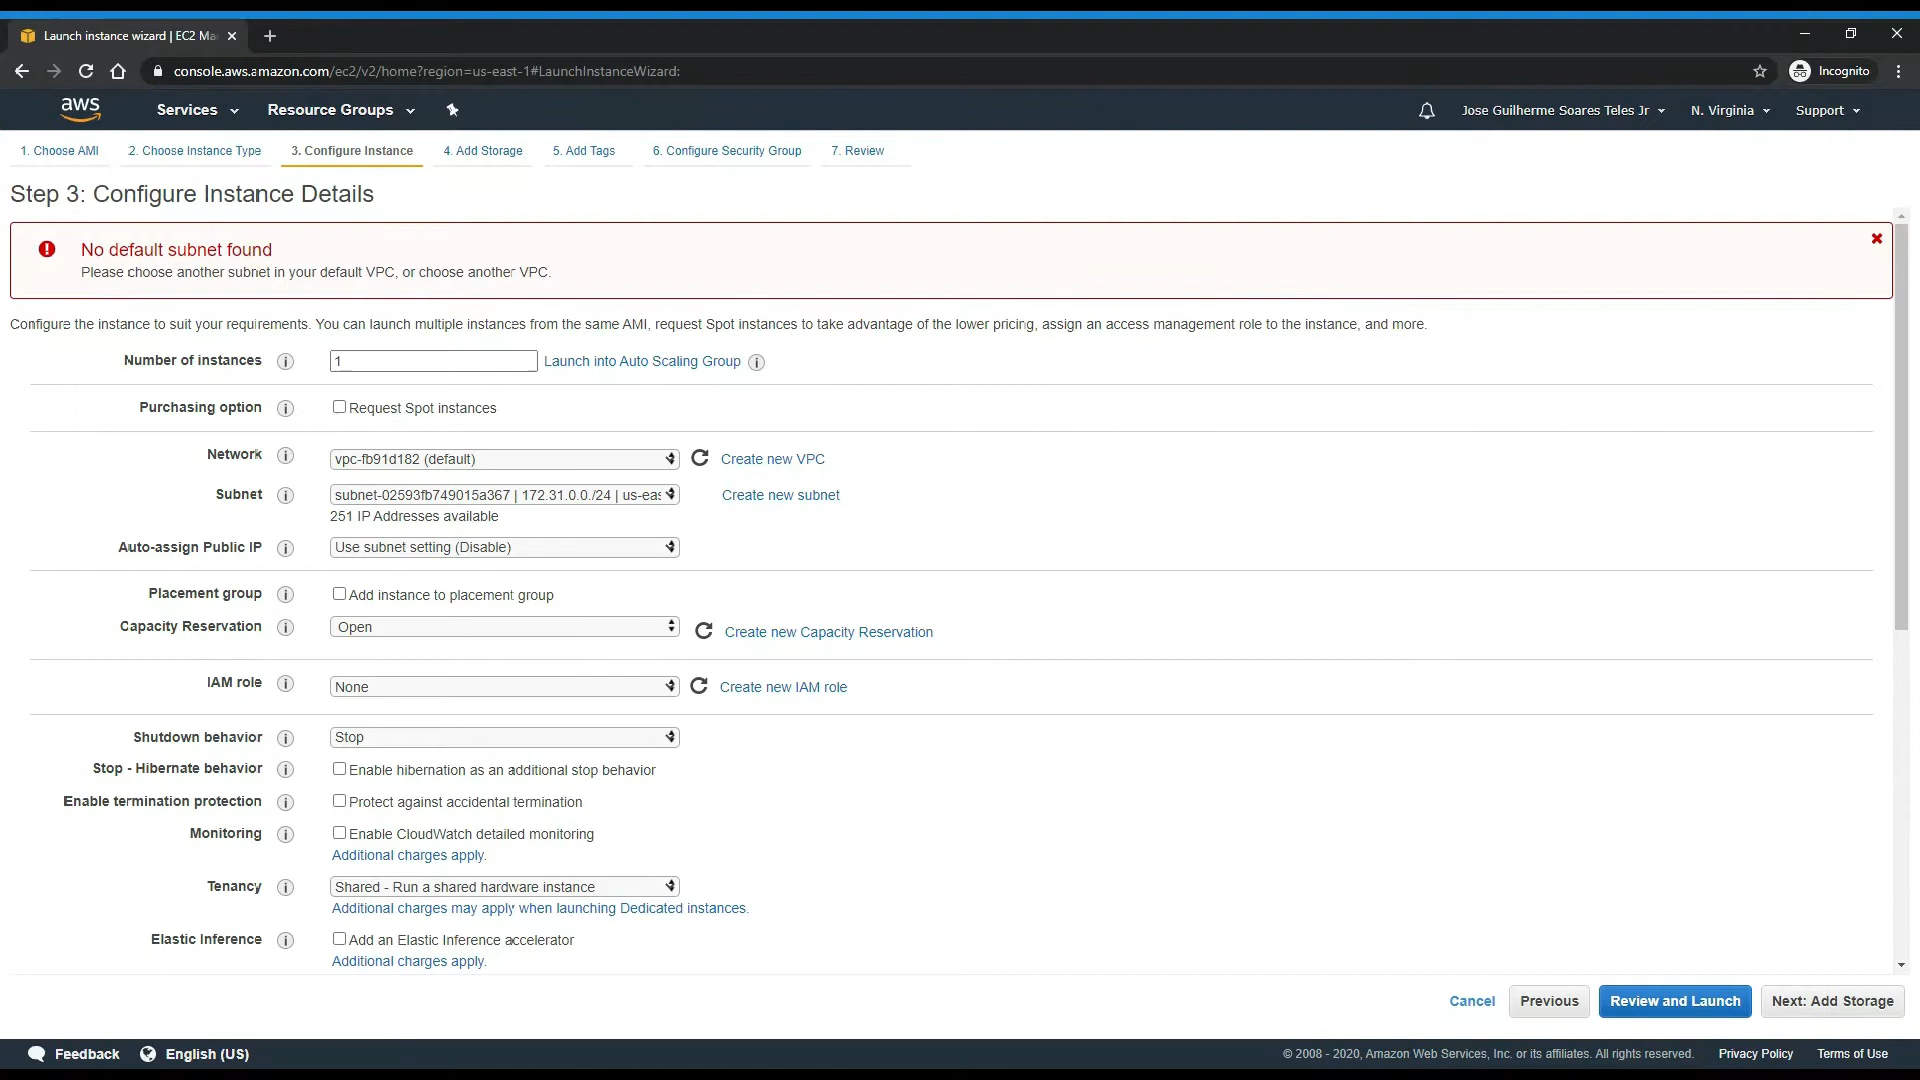 Launch instance wizard | EC2 Ma
console.aws.amazon.com/ec2/v2/home?region=us-east-1#LaunchInstanceWizard:
Incognito
aws
Services
Resource Groups
Jose Guilherme Soares Teles Jr
N. Virginia
Support
1. Choose AMI
2. Choose Instance Type
3. Configure Instance
4. Add Storage
5. Add Tags
6. Configure Security Group
7. Review
Step 3: Configure Instance Details
No default subnet found
Please choose another subnet in your default VPC, or choose another VPC.
Configure the instance to suit your requirements. You can launch multiple instances from the same AMI, request Spot instances to take advantage of the lower pricing, assign an access management role to the instance, and more.
Number of instances
1
Launch into Auto Scaling Group
Purchasing option
Request Spot instances
Network
vpc-fb91d182 (default)
Create new VPC
Subnet
subnet-02593fb749015a367 | 172.31.0.0./24 | us-eas
Create new subnet
251 IP Addresses available
Auto-assign Public IP
Use subnet setting (Disable)
Placement group
Add instance to placement group
Capacity Reservation
Open
Create new Capacity Reservation
IAM role
None
Create new IAM role
Shutdown behavior
Stop
Stop - Hibernate behavior
Enable hibernation as an additional stop behavior
Enable termination protection
Protect against accidental termination
Monitoring
Enable CloudWatch detailed monitoring
Additional charges apply.
Tenancy
Shared - Run a shared hardware instance
Additional charges may apply when launching Dedicated instances.
Elastic Inference
Add an Elastic Inference accelerator
Additional charges apply.
Cancel
Previous
Review and Launch
Next: Add Storage
Feedback
English (US)
© 2008 - 2020, Amazon Web Services, Inc. or its affiliates. All rights reserved.
Privacy Policy
Terms of Use